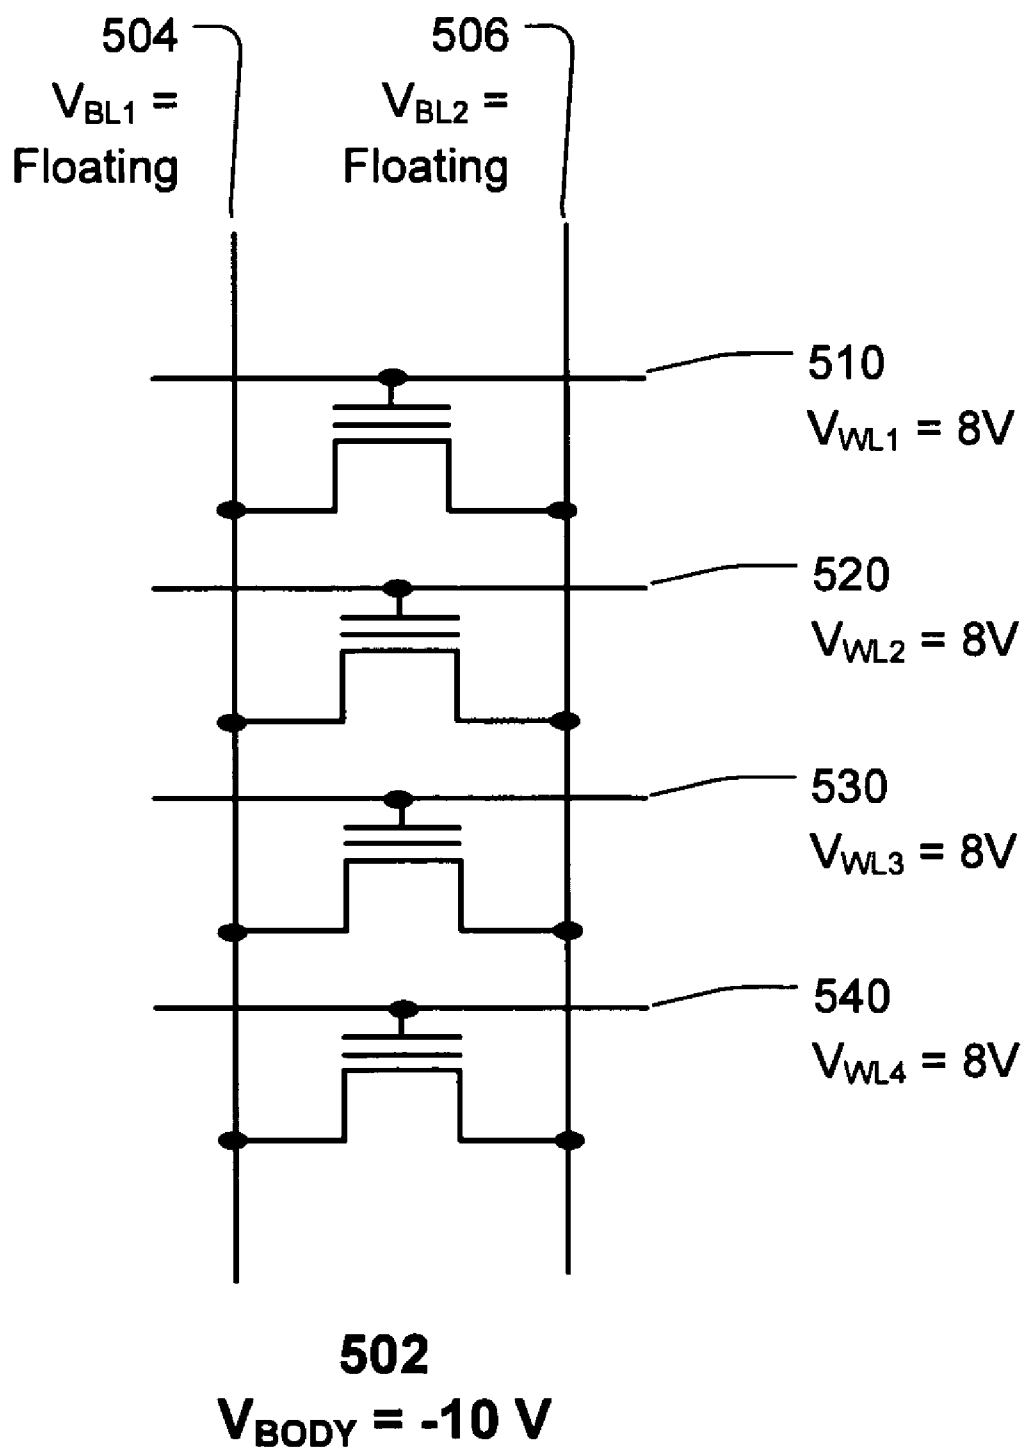 504
V_BL1 =
Floating
506
V_BL2 =
Floating
510
V_WL1 = 8V
520
V_WL2 = 8V
530
V_WL3 = 8V
540
V_WL4 = 8V
502
V_BODY = -10 V